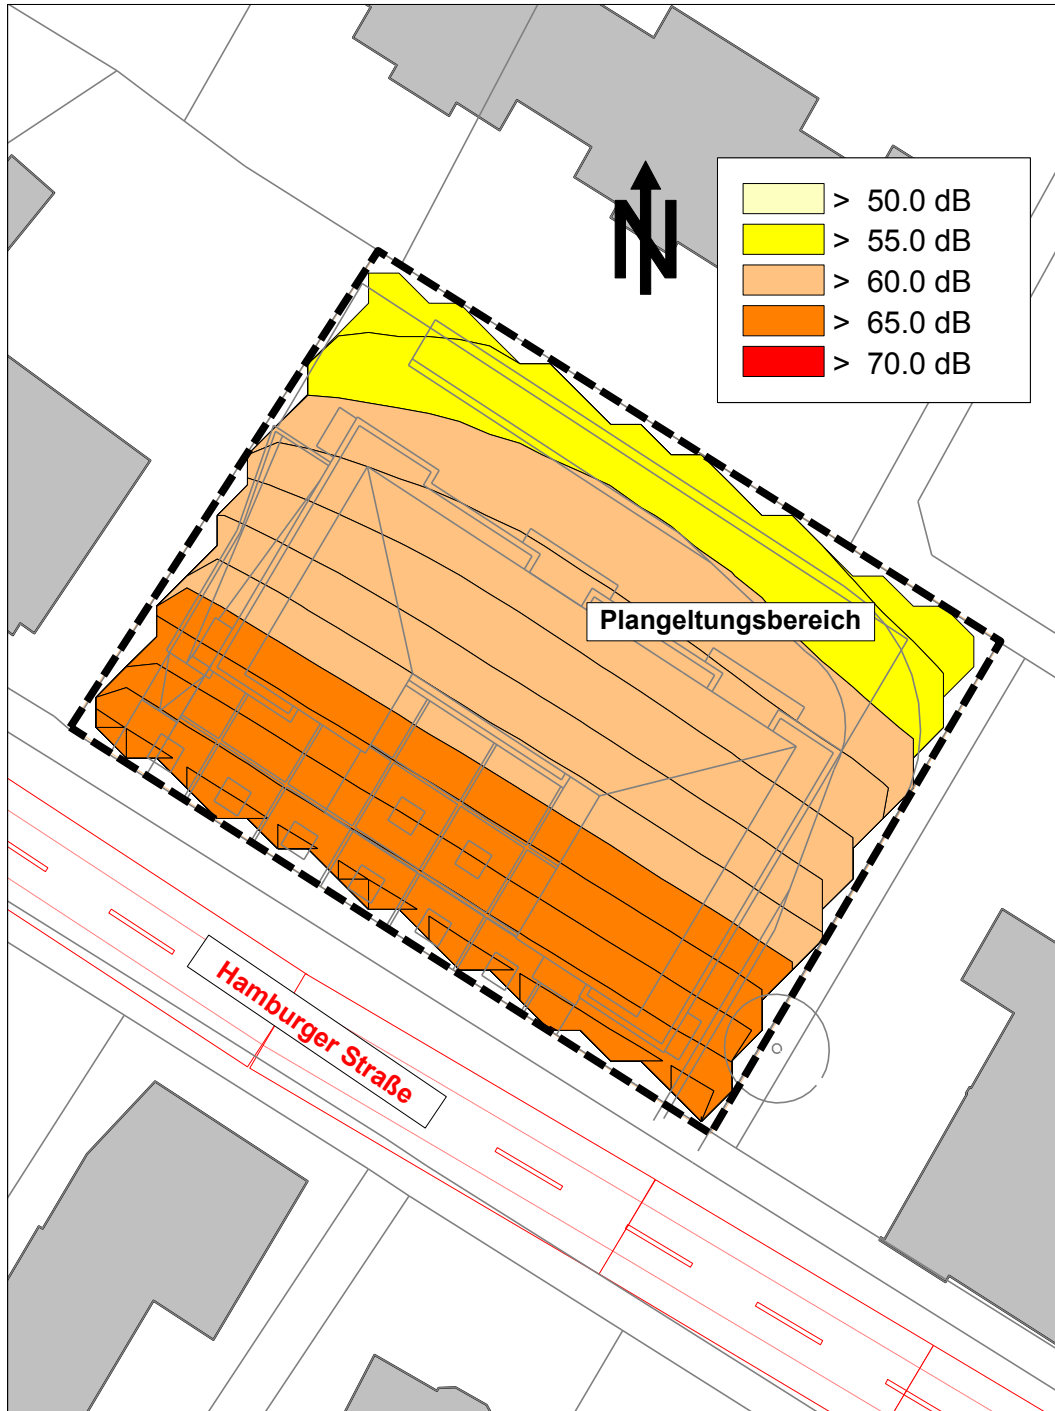 N
> 50.0 dB
> 55.0 dB
> 60.0 dB
> 65.0 dB
> 70.0 dB
Plangeltungsbereich
Hamburger Straße